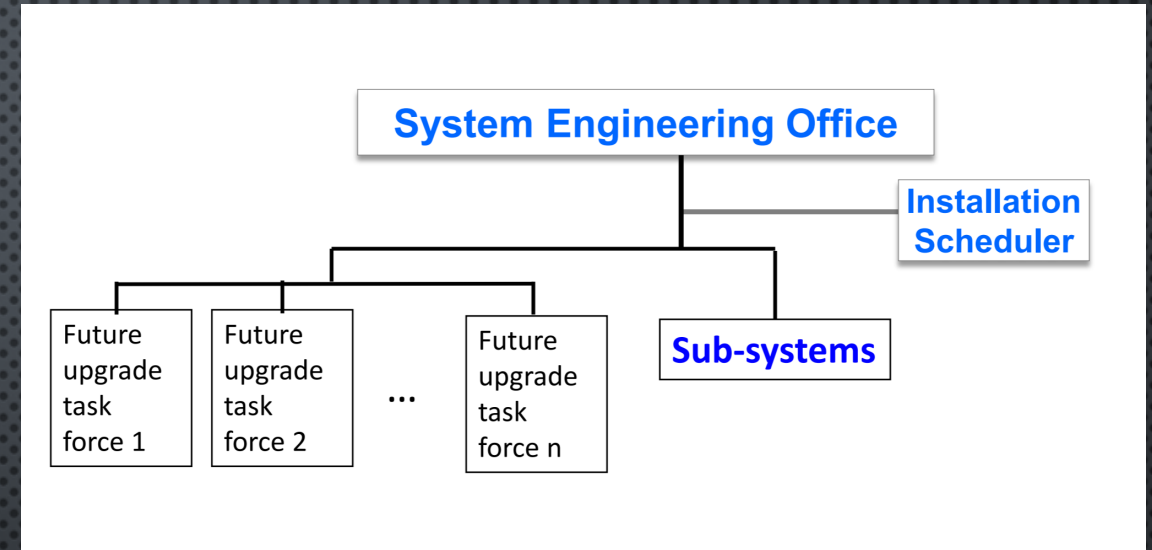 System Engineering Office
Installation
Scheduler
Future
upgrade
task
force 1
Future
upgrade
task
force 2
...
Future
upgrade
task
force n
Sub-systems